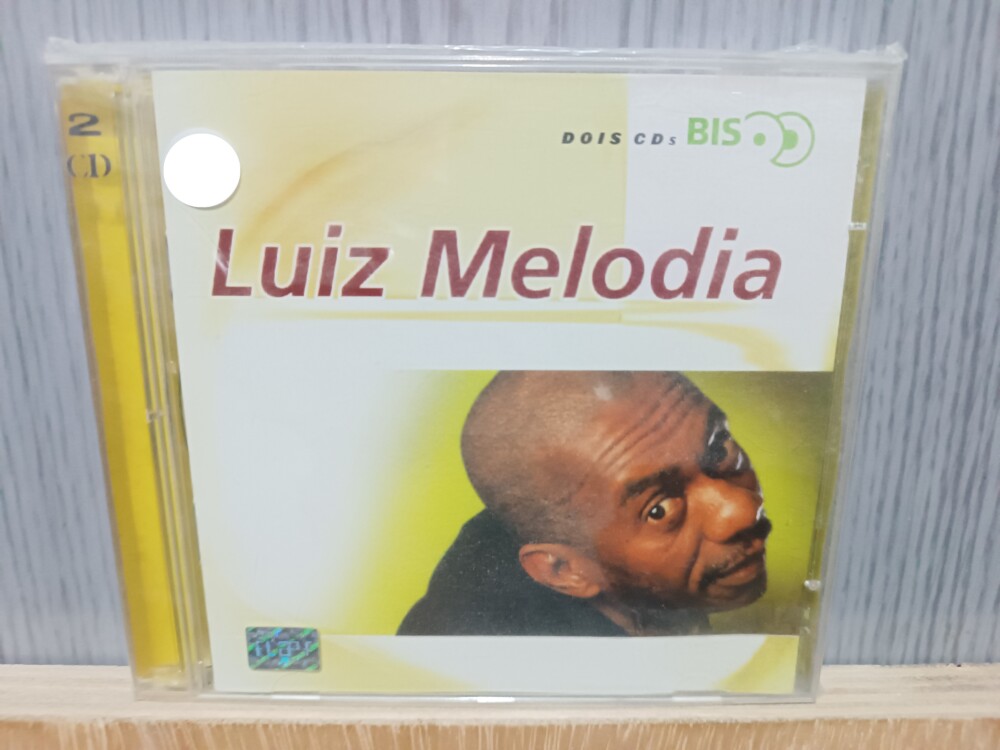 2
CD
DOIS CDs BIS
Luiz Melodia